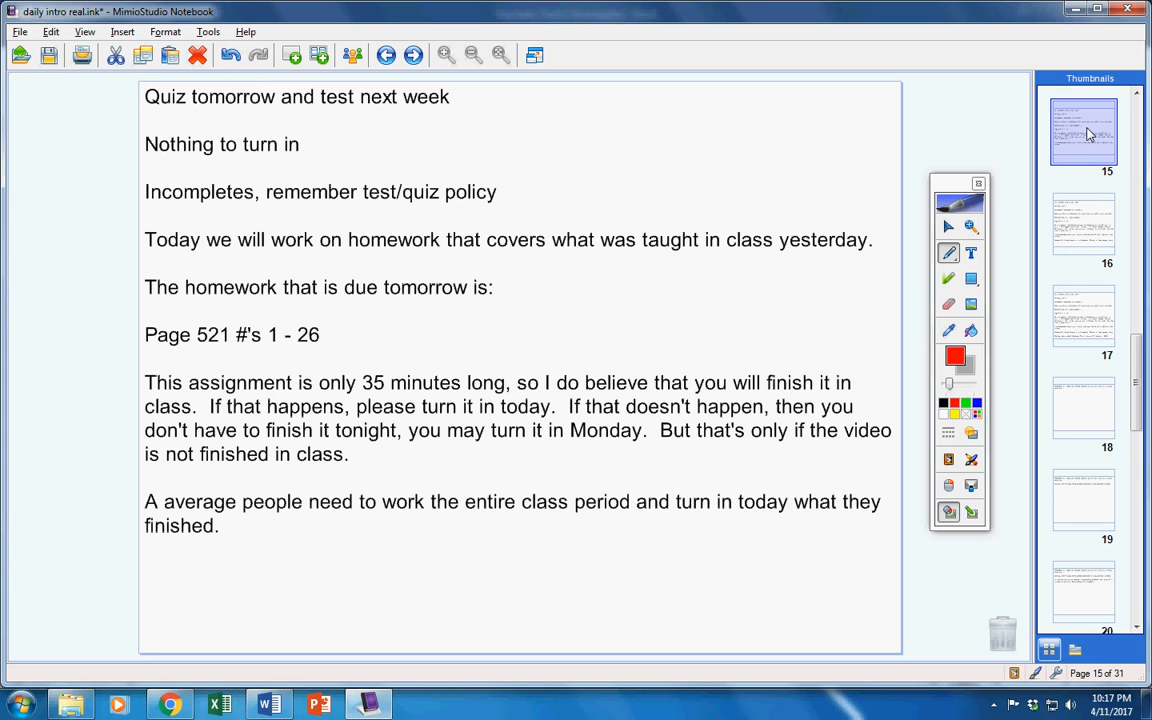 daily intro real.ink* - MimioStudio Notebook
File Edit View Insert Format Tools Help
Thumbnails
Quiz tomorrow and test next week
Nothing to turn in
Incompletes, remember test/quiz policy
Today we will work on homework that covers what was taught in class yesterday.
The homework that is due tomorrow is:
Page 521 #'s 1 - 26
This assignment is only 35 minutes long, so I do believe that you will finish it in
class.  If that happens, please turn it in today.  If that doesn't happen, then you
don't have to finish it tonight, you may turn it in Monday.  But that's only if the video
is not finished in class.
A average people need to work the entire class period and turn in today what they
finished.
15
16
17
18
19
20
Page 15 of 31
10:17 PM
4/11/2017